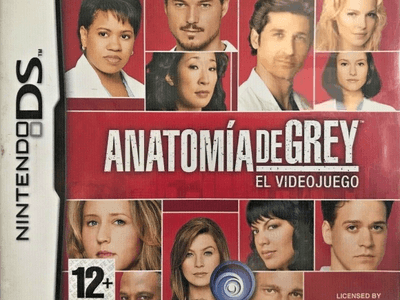 NINTENDO DS
ANATOMÍA DE GREY
EL VIDEOJUEGO
12+
LICENSED BY